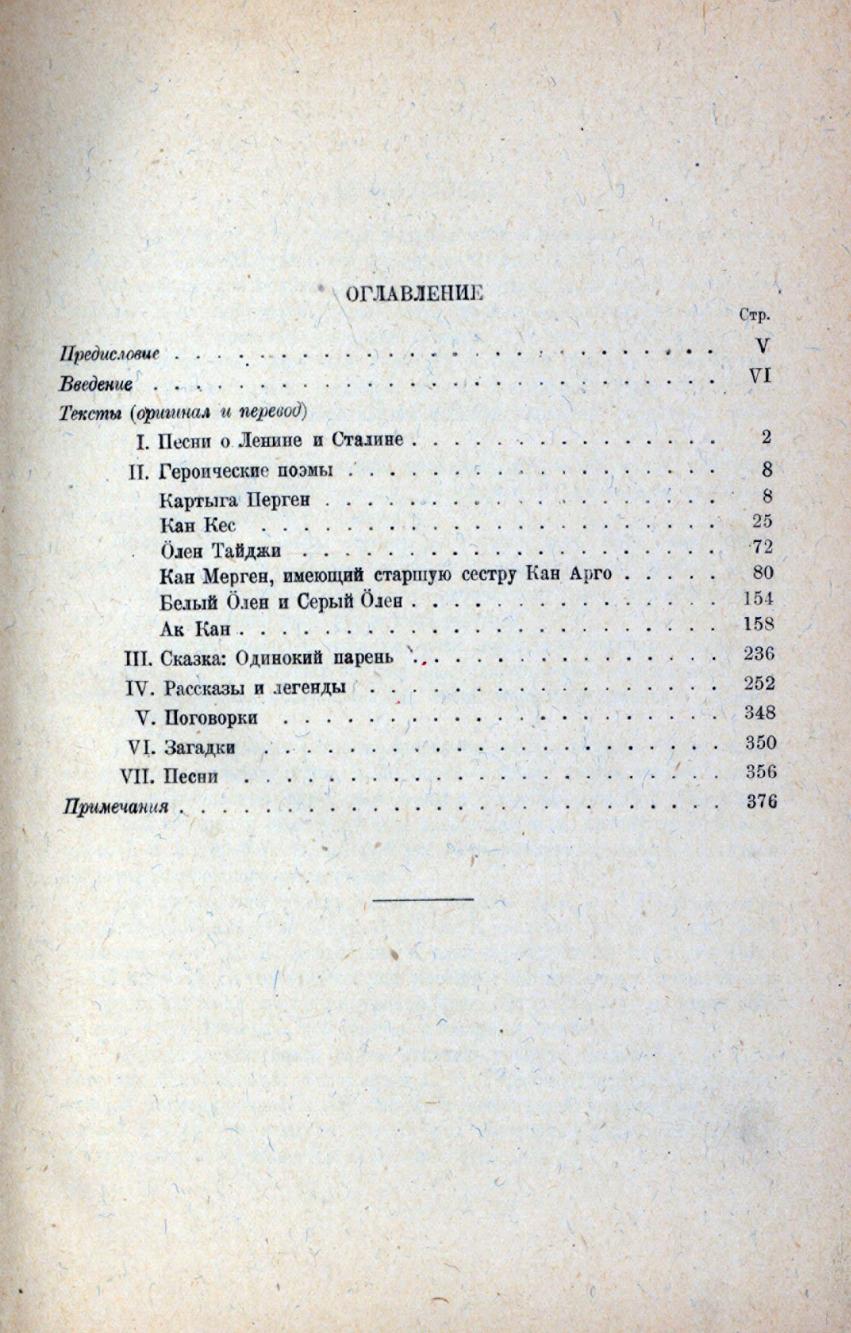 ОГЛАВЛЕНИЕ
Стр.
Предисловие . . . . . . . . . . . . . . . . . . . . . V
Введение . . . . . . . . . . . . . . . . . . . . . . VI
Тексты (оригинал и перевод)
I. Песни о Ленине и Сталине . . . . . . . . . . . . 2
II. Героические поэмы . . . . . . . . . . . . . . . 8
Картыга Перген . . . . . . . . . . . . . . . . 8
Кан Кес . . . . . . . . . . . . . . . . . . 25
Öлен Тайджи . . . . . . . . . . . . . . . . 72
Кан Мерген, имеющий старшую сестру Кан Арго . . . . . 80
Белый Öлен и Серый Öлен . . . . . . . . . . . . 154
Ак Кан . . . . . . . . . . . . . . . . . . . 158
III. Сказка: Одинокий парень . . . . . . . . . . . . 236
IV. Рассказы и легенды . . . . . . . . . . . . . . 252
V. Поговорки . . . . . . . . . . . . . . . . . 348
VI. Загадки . . . . . . . . . . . . . . . . . . 350
VII. Песни . . . . . . . . . . . . . . . . . . . 356
Примечания . . . . . . . . . . . . . . . . . . . . . 376